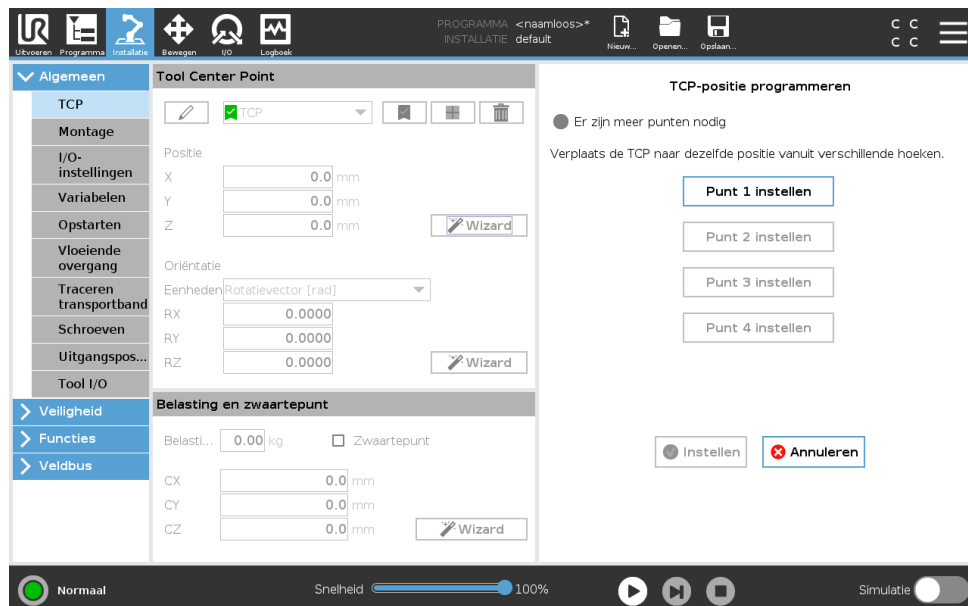 PROGRAMMA <naamloos>*
INSTALLATIE default
Uitvoeren Programma Installatie Bewegen I/O Logboek Nieuw... Openen... Opslaan...
C C
C C
Algemeen
TCP
Montage
I/O-
instellingen
Variabelen
Opstarten
Vloeiende
overgang
Traceren
transportband
Schroeven
Uitgangspos...
Tool I/O
Veiligheid
Functies
Veldbus
Tool Center Point
TCP
Positie
X 0.0 mm
Y 0.0 mm
Z 0.0 mm Wizard
Oriëntatie
Eenheden Rotatievector [rad]
RX 0.0000
RY 0.0000
RZ 0.0000 Wizard
Belasting en zwaartepunt
Belasti... 0.00 kg Zwaartepunt
CX 0.0 mm
CY 0.0 mm
CZ 0.0 mm Wizard
TCP-positie programmeren
Er zijn meer punten nodig
Verplaats de TCP naar dezelfde positie vanuit verschillende hoeken.
Punt 1 instellen
Punt 2 instellen
Punt 3 instellen
Punt 4 instellen
Instellen Annuleren
Normaal Snelheid 100% Simulatie